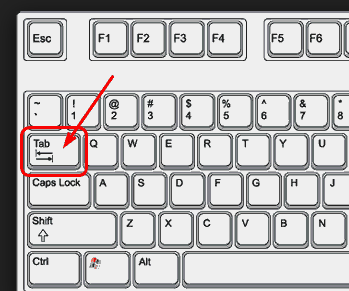 Esc F1 F2 F3 F4 F5 F6
~ ! @ # $ % ^ & *
` 1 2 3 4 5 6 7 8
Tab Q W E R T Y U
Caps Lock A S D F G H J
Shift Z X C V B N
Ctrl Alt